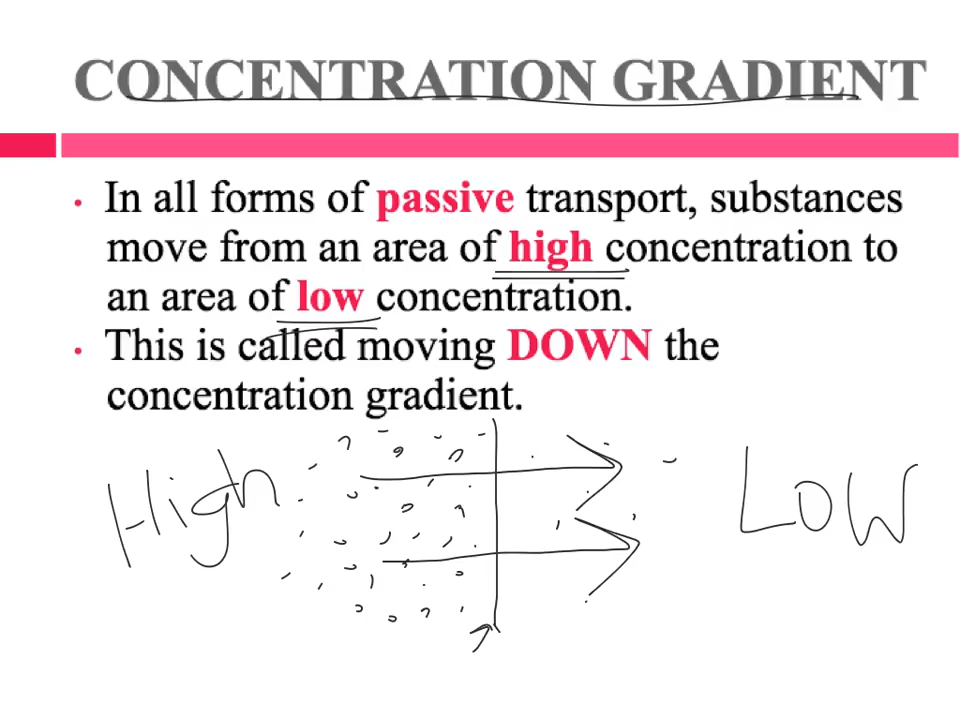 CONCENTRATION GRADIENT
• In all forms of passive transport, substances
move from an area of high concentration to
an area of low concentration.
• This is called moving DOWN the
concentration gradient.
High Low